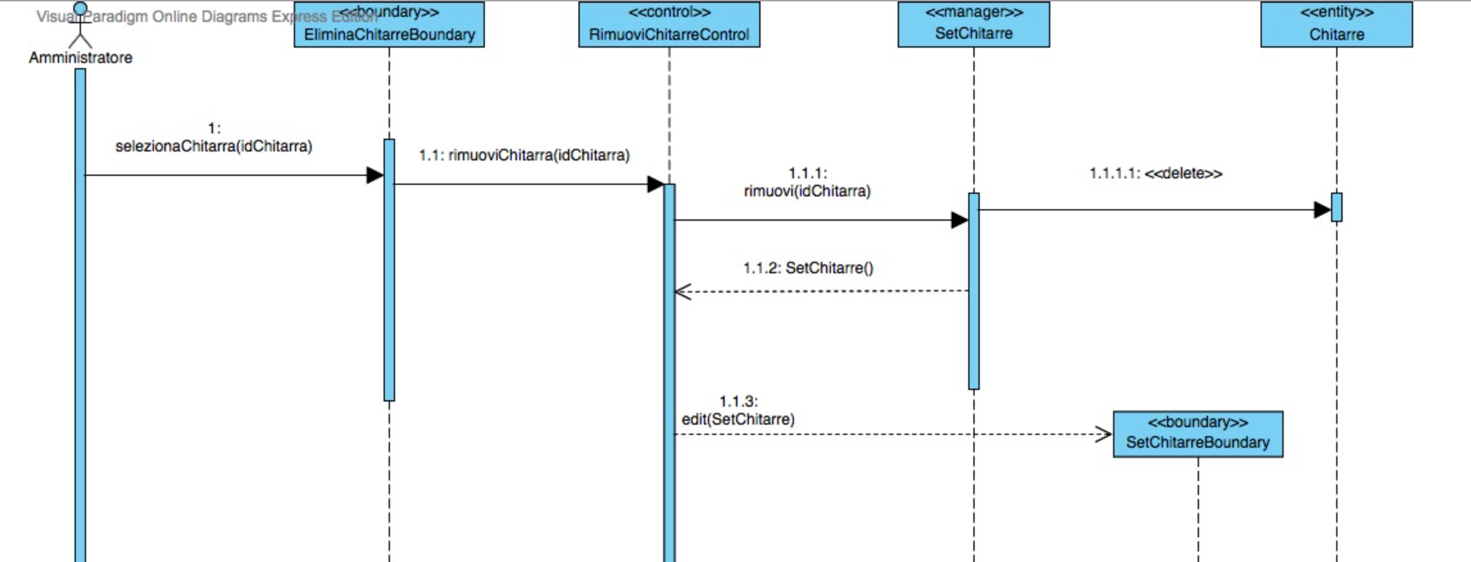 Visual Paradigm Online Diagrams Express Edition
Amministratore
<<boundary>>
EliminaChitarreBoundary
<<control>>
RimuoviChitarreControl
<<manager>>
SetChitarre
<<entity>>
Chitarre
1:
selezionaChitarra(idChitarra)
1.1: rimuoviChitarra(idChitarra)
1.1.1:
rimuovi(idChitarra)
1.1.1.1: <<delete>>
1.1.2: SetChitarre()
1.1.3:
edit(SetChitarre)
<<boundary>>
SetChitarreBoundary